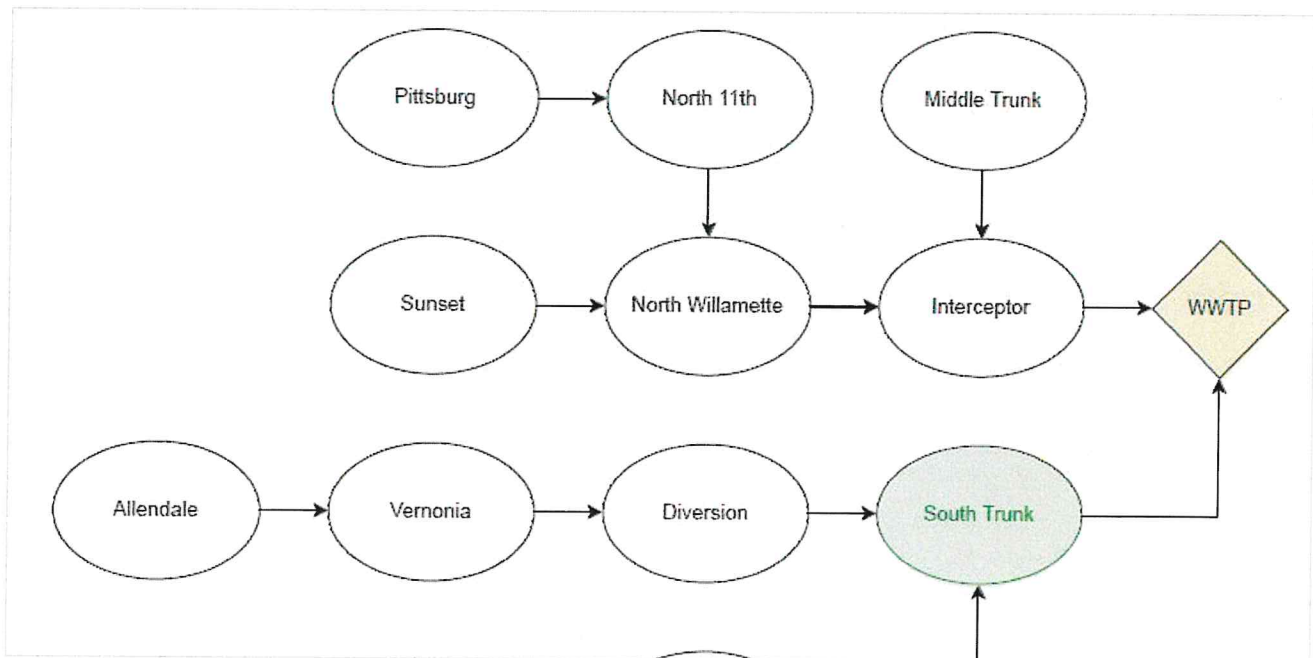 Pittsburg
North 11th
Middle Trunk
Sunset
North Willamette
Interceptor
WWTP
Allendale
Vernonia
Diversion
South Trunk